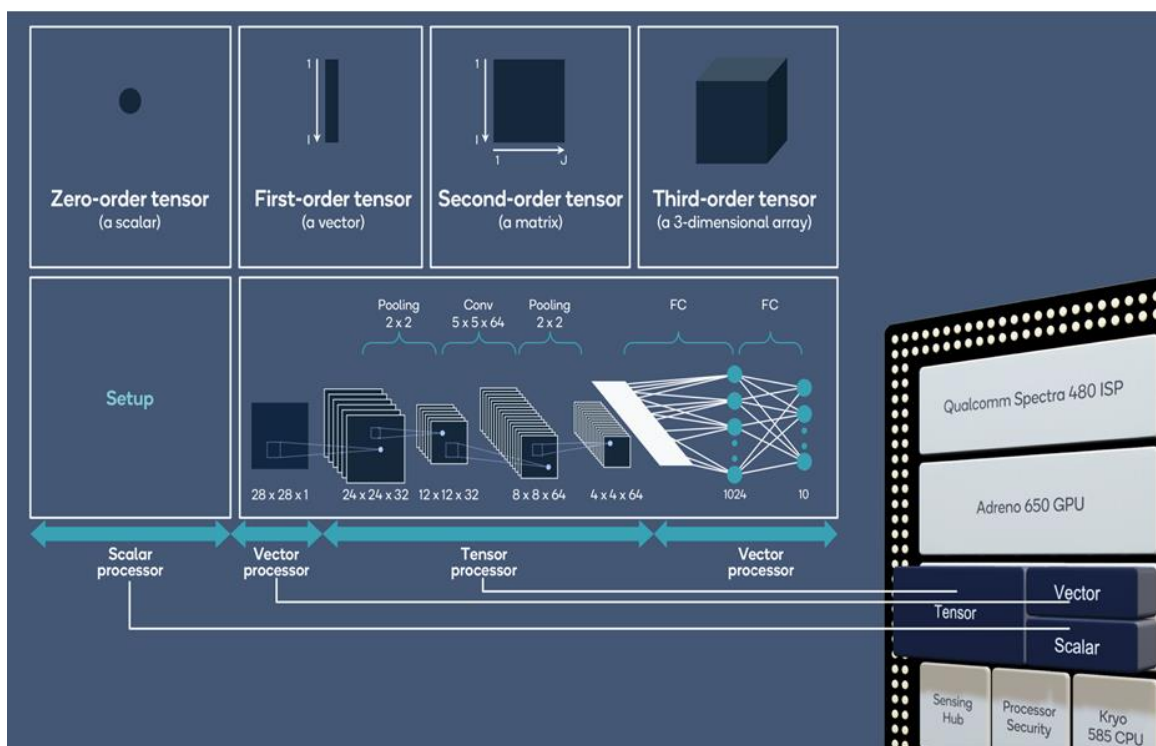 1
I
1
I
1
J
Zero-order tensor
(a scalar)
First-order tensor
(a vector)
Second-order tensor
(a matrix)
Third-order tensor
(a 3-dimensional array)
Setup
Pooling
2 x 2
Conv
5 x 5 x 64
Pooling
2 x 2
FC
FC
28 x 28 x 1
24 x 24 x 32
12 x 12 x 32
8 x 8 x 64
4 x 4 x 64
1024
10
Scalar
processor
Vector
processor
Tensor
processor
Vector
processor
Qualcomm Spectra 480 ISP
Adreno 650 GPU
Tensor
Vector
Scalar
Sensing
Hub
Processor
Security
Kryo
585 CPU